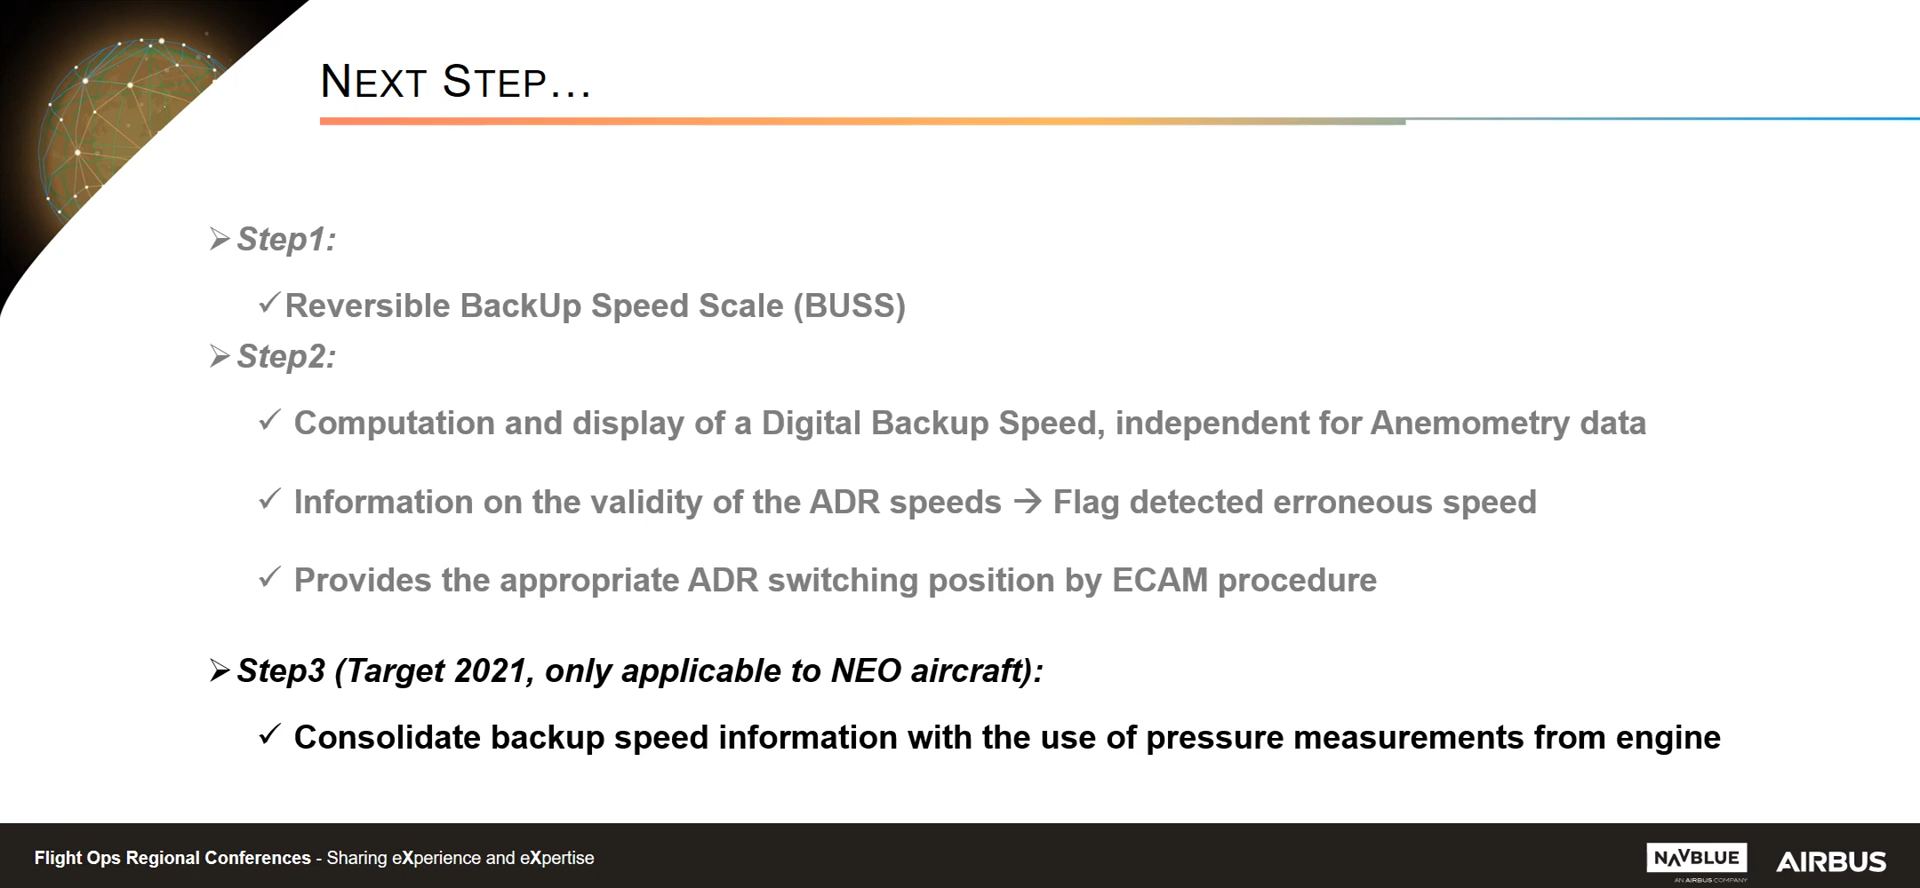 NEXT STEP...
➢ Step1:
✓ Reversible BackUp Speed Scale (BUSS)
➢ Step2:
✓ Computation and display of a Digital Backup Speed, independent for Anemometry data
✓ Information on the validity of the ADR speeds → Flag detected erroneous speed
✓ Provides the appropriate ADR switching position by ECAM procedure
➢ Step3 (Target 2021, only applicable to NEO aircraft):
✓ Consolidate backup speed information with the use of pressure measurements from engine
Flight Ops Regional Conferences - Sharing eXperience and eXpertise
NAVBLUE
AN AIRBUS COMPANY
AIRBUS